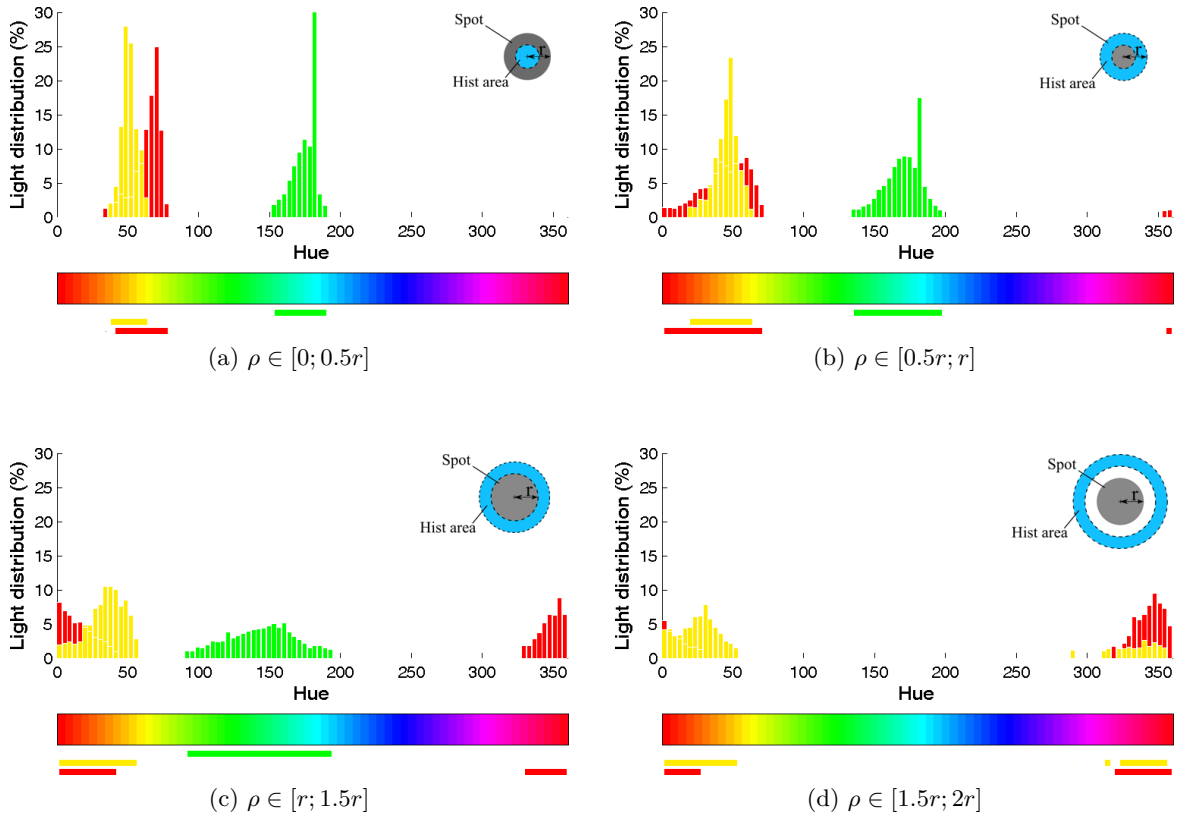 30
25
20
15
10
5
0
Light distribution (%)
0 50 100 150 200 250 300 350
Hue
Spot
r
Hist area
(a) ρ ∈ [0; 0.5r]
30
25
20
15
10
5
0
Light distribution (%)
0 50 100 150 200 250 300 350
Hue
Spot
r
Hist area
(b) ρ ∈ [0.5r; r]
30
25
20
15
10
5
0
Light distribution (%)
0 50 100 150 200 250 300 350
Hue
Spot
r
Hist area
(c) ρ ∈ [r; 1.5r]
30
25
20
15
10
5
0
Light distribution (%)
0 50 100 150 200 250 300 350
Hue
Spot
r
Hist area
(d) ρ ∈ [1.5r; 2r]